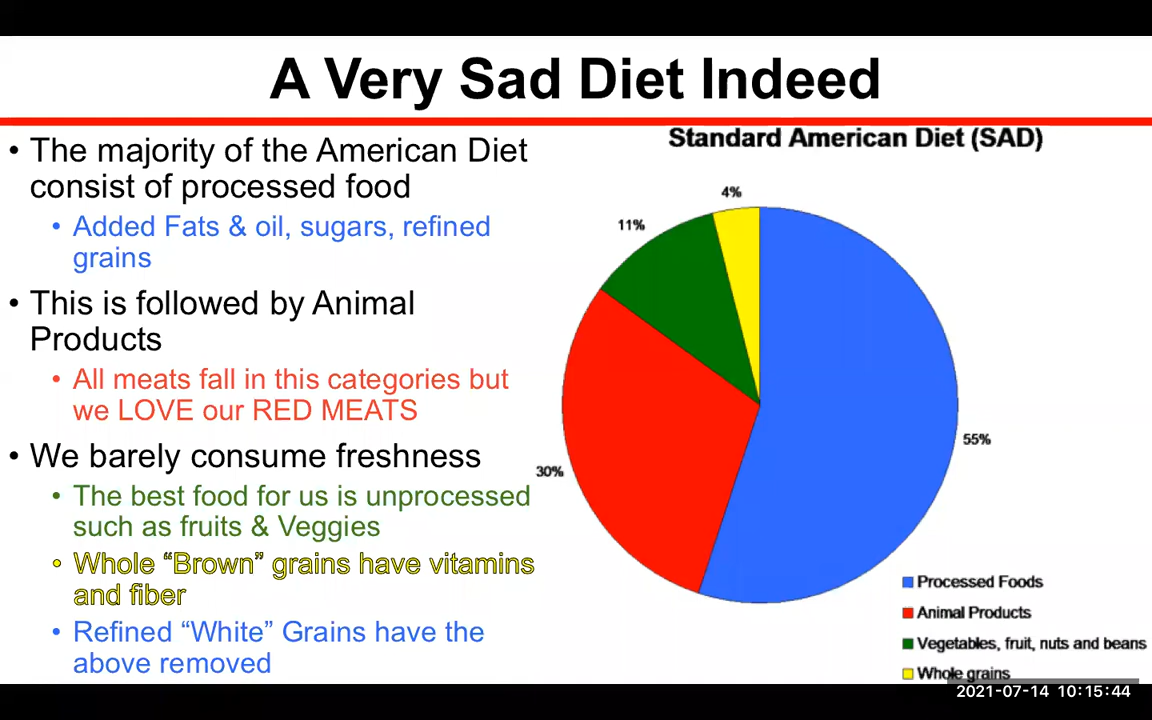 A Very Sad Diet Indeed
• The majority of the American Diet
consist of processed food
• Added Fats & oil, sugars, refined
grains
• This is followed by Animal
Products
• All meats fall in this categories but
we LOVE our RED MEATS
• We barely consume freshness
• The best food for us is unprocessed
such as fruits & Veggies
• Whole “Brown” grains have vitamins
and fiber
• Refined “White” Grains have the
above removed
Standard American Diet (SAD)
4%
11%
30%
55%
Processed Foods
Animal Products
Vegetables, fruit, nuts and beans
Whole grains
2021-07-14 10:15:44